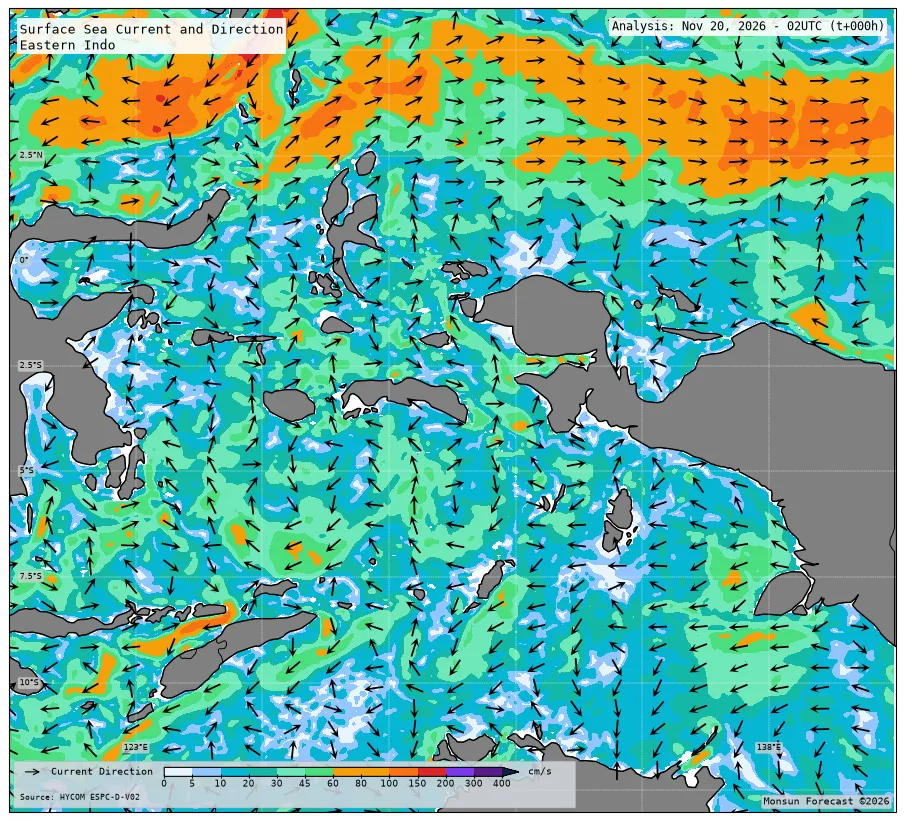 Surface Sea Current and Direction
Eastern Indo
Analysis: Nov 20, 2026 - 02UTC (t+000h)
2.5°N
0°
2.5°S
5°S
7.5°S
10°S
123°E
138°E
Current Direction
0 5 10 20 30 45 60 80 100 150 200 300 400
cm/s
Source: HYCOM ESPC-D-V02
Monsun Forecast ©2026